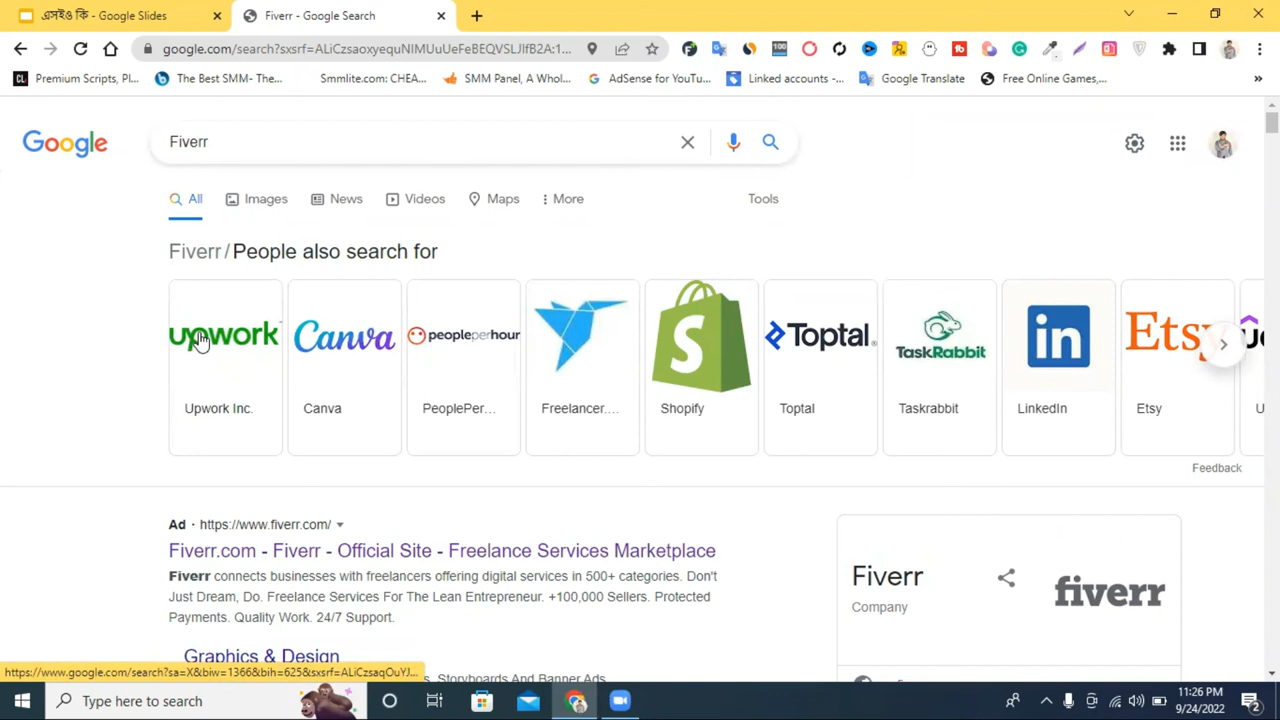 এসইও কি - Google Slides
Fiverr - Google Search
google.com/search?sxsrf=ALiCzsaoxyequNIMUuUeFeBEQVSLJlfB2A:1...
100
Premium Scripts, Pl...
The Best SMM- The...
Smmlite.com: CHEA...
SMM Panel, A Whol...
AdSense for YouTu...
Linked accounts -...
Google Translate
Free Online Games,...
Google
Fiverr
All
Images
News
Videos
Maps
More
Tools
Fiverr / People also search for
upwork
Canva
peopleperhour
Toptal.
TaskRabbit
in
Etsy
Upwork Inc.
Canva
PeoplePer...
Freelancer....
Shopify
Toptal
Taskrabbit
LinkedIn
Etsy
U
Feedback
Ad · https://www.fiverr.com/
Fiverr.com - Fiverr - Official Site - Freelance Services Marketplace
Fiverr connects businesses with freelancers offering digital services in 500+ categories. Don't
Just Dream, Do. Freelance Services For The Lean Entrepreneur. +100,000 Sellers. Protected
Payments. Quality Work. 24/7 Support.
Graphics & Design
Storyboards And Banner Ads
Fiverr
Company
fiverr
https://www.google.com/search?sa=X&biw=1366&bih=625&sxsrf=ALiCzsaqOuYJ...
Type here to search
11:26 PM
9/24/2022
2